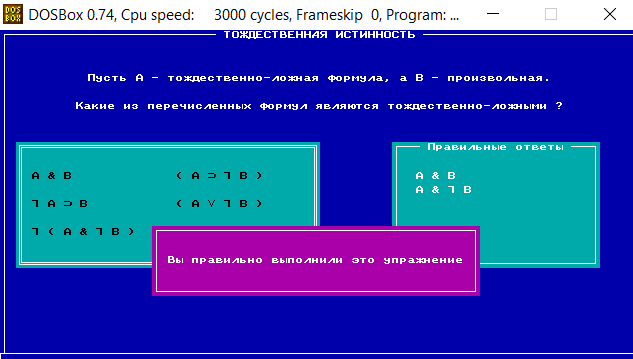 DOSBox 0.74, Cpu speed: 3000 cycles, Frameskip 0, Program: ...
ТОЖДЕСТВЕННАЯ ИСТИННОСТЬ
Пусть А - тождественно-ложная формула, а В - произвольная.
Какие из перечисленных формул являются тождественно-ложными ?
А & В
( А ⊃ ⅂ В )
⅂ А ⊃ В
( А ∨ ⅂ В )
⅂ ( А & ⅂ В )
Правильные ответы
А & В
А & ⅂ В
Вы правильно выполнили это упражнение